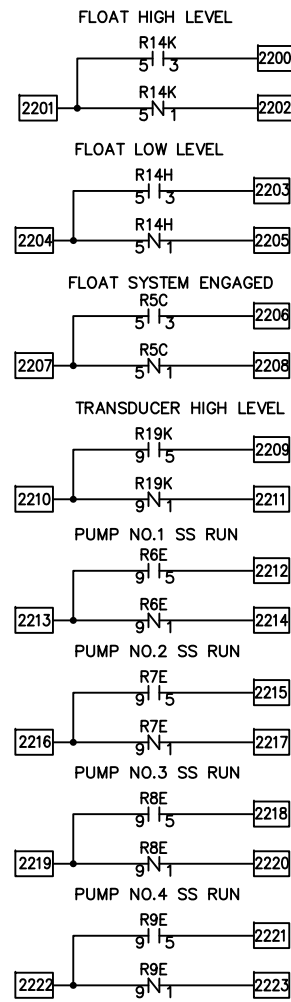 FLOAT HIGH LEVEL
R14K
5 3 2200
2201 R14K
5 N 1 2202
FLOAT LOW LEVEL
R14H
5 3 2203
2204 R14H
5 N 1 2205
FLOAT SYSTEM ENGAGED
R5C
5 3 2206
2207 R5C
5 N 1 2208
TRANSDUCER HIGH LEVEL
R19K
9 5 2209
2210 R19K
9 N 1 2211
PUMP NO.1 SS RUN
R6E
9 5 2212
2213 R6E
9 N 1 2214
PUMP NO.2 SS RUN
R7E
9 5 2215
2216 R7E
9 N 1 2217
PUMP NO.3 SS RUN
R8E
9 5 2218
2219 R8E
9 N 1 2220
PUMP NO.4 SS RUN
R9E
9 5 2221
2222 R9E
9 N 1 2223